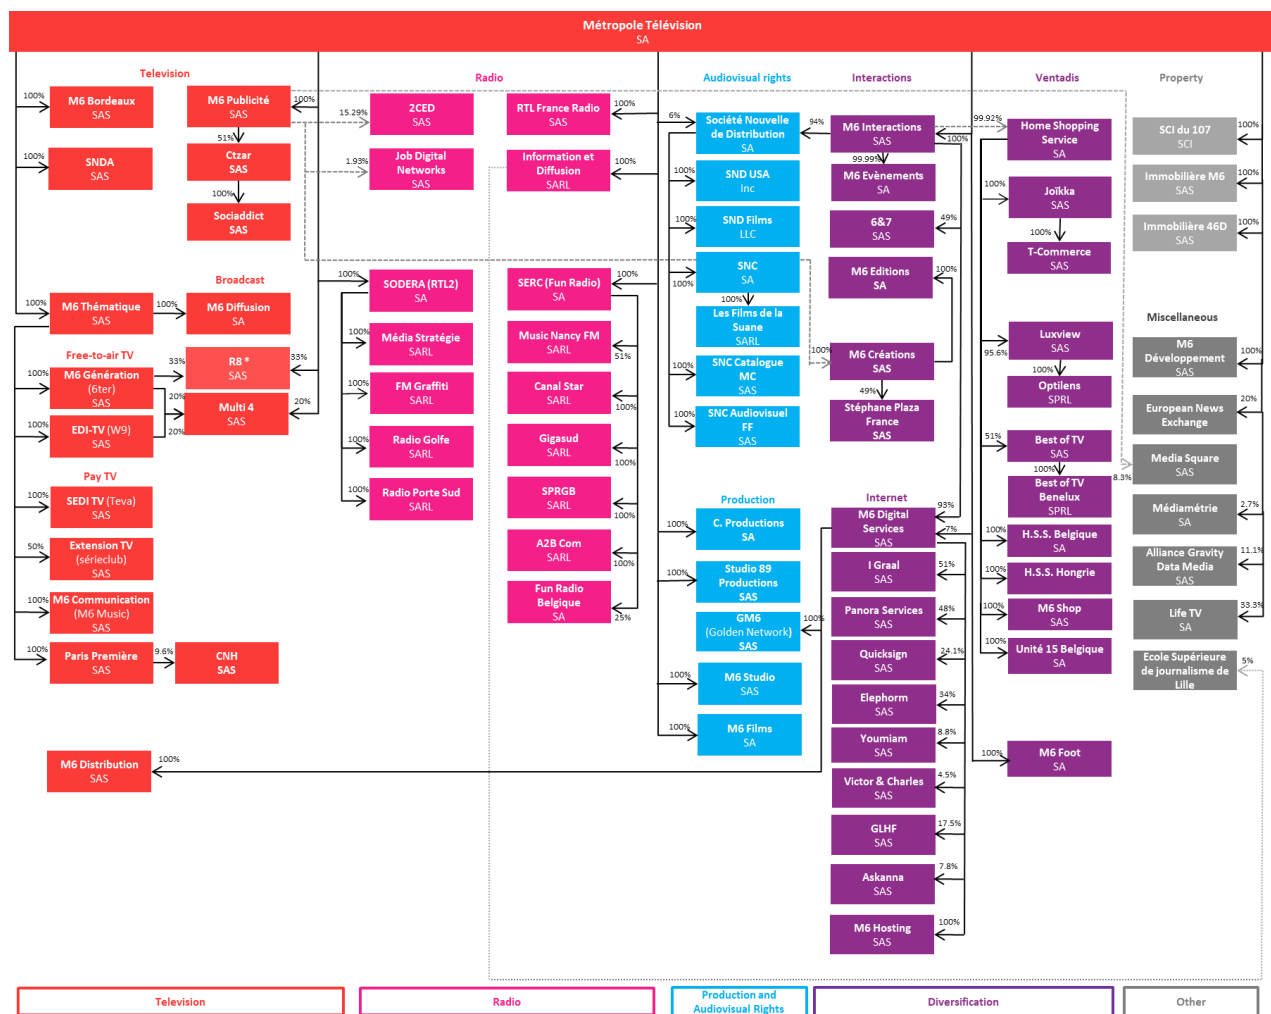 Métropole Télévision
SA
Television
100%
M6 Bordeaux
SAS
M6 Publicité
SAS
100%
51%
100%
SNDA
SAS
Ctzar
SAS
100%
Sociaddict
SAS
Broadcast
100%
M6 Thématique
SAS
100%
M6 Diffusion
SA
Free-to-air TV
33%
R8 *
SAS
33%
100%
M6 Génération
(6ter)
SAS
20%
Multi 4
SAS
20%
100%
EDI-TV (W9)
SAS
20%
Pay TV
100%
SEDI TV (Teva)
SAS
50%
Extension TV
(sérieclub)
SAS
100%
M6 Communication
(M6 Music)
SAS
100%
Paris Première
SAS
9.6%
CNH
SAS
M6 Distribution
SAS
100%
Radio
15.29%
2CED
SAS
RTL France Radio
SAS
100%
1.93%
Job Digital
Networks
SAS
Information et
Diffusion
SARL
100%
100%
SODERA (RTL2)
SA
SERC (Fun Radio)
SA
100%
100%
Média Stratégie
SARL
Music Nancy FM
SARL
51%
100%
FM Graffiti
SARL
Canal Star
SARL
100%
100%
Radio Golfe
SARL
Gigasud
SARL
100%
100%
Radio Porte Sud
SARL
SPRGB
SARL
100%
A2B Com
SARL
100%
Fun Radio
Belgique
SA
25%
Audiovisual rights
6%
Société Nouvelle
de Distribution
SA
94%
100%
SND USA
Inc
100%
SND Films
LLC
100%
SNC
SA
100%
Les Films de la
Suane
SARL
100%
SNC Catalogue
MC
SAS
100%
SNC Audiovisuel
FF
SAS
Production
100%
C. Productions
SA
100%
Studio 89
Productions
SAS
GM6
(Golden Network)
SAS
100%
100%
M6 Studio
SAS
100%
M6 Films
SA
Interactions
M6 Interactions
SAS
100%
99.99%
M6 Evènements
SA
6&7
SAS
49%
M6 Editions
SA
100%
100%
M6 Créations
SAS
49%
Stéphane Plaza
France
SAS
Internet
93%
M6 Digital
Services
SAS
7%
I Graal
SAS
51%
Panora Services
SAS
48%
Quicksign
SAS
24.1%
Elephorm
SAS
34%
Youmiam
SAS
8.8%
Victor & Charles
SAS
4.5%
GLHF
SAS
17.5%
Askanna
SAS
7.8%
M6 Hosting
SAS
100%
Ventadis
99.92%
Home Shopping
Service
SA
100%
Joïkka
SAS
100%
T-Commerce
SAS
95.6%
Luxview
SAS
100%
Optilens
SPRL
51%
Best of TV
SAS
100%
Best of TV
Benelux
SPRL
100%
H.S.S. Belgique
SA
100%
H.S.S. Hongrie
100%
M6 Shop
SAS
100%
Unité 15 Belgique
SA
100%
M6 Foot
SA
Property
SCI du 107
SCI
100%
Immobilière M6
SAS
100%
Immobilière 46D
SAS
100%
Miscellaneous
M6
Développement
SAS
100%
European News
Exchange
20%
Media Square
SAS
8.3%
Médiamétrie
SA
2.7%
Alliance Gravity
Data Media
SAS
11.1%
Life TV
SA
33.3%
Ecole Supérieure
de journalisme de
Lille
5%
Television
Radio
Production and
Audiovisual Rights
Diversification
Other